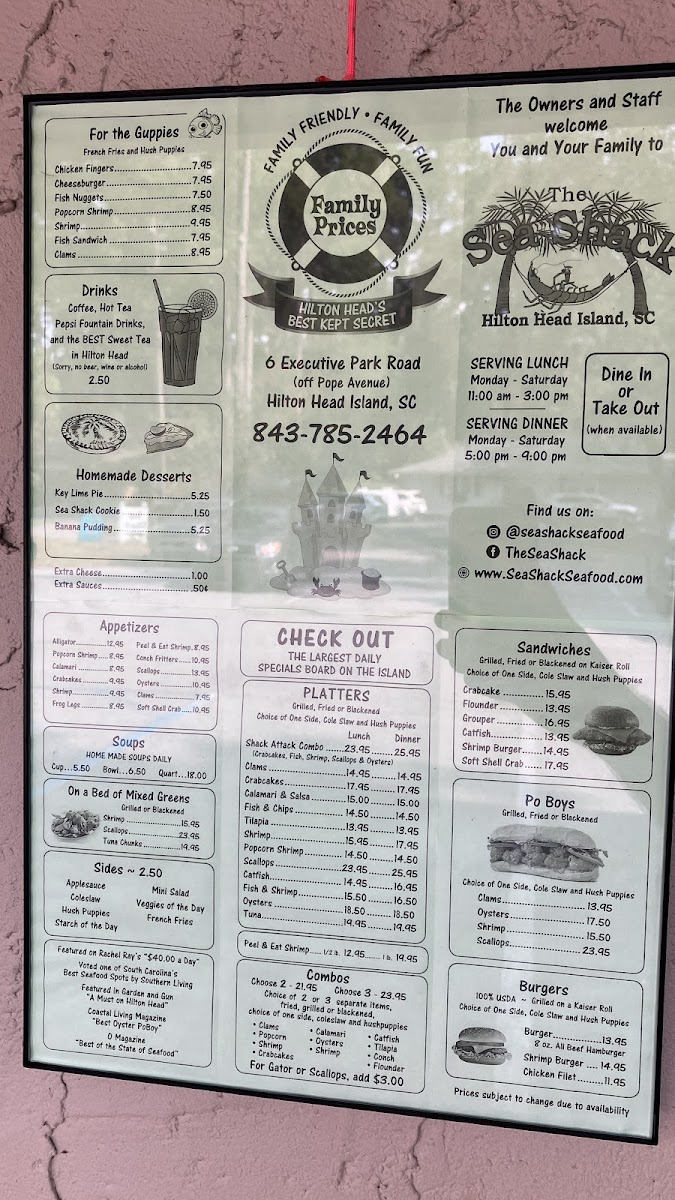 For the Guppies
French Fries and Hush Puppies
Chicken Fingers.....7.95
Cheeseburger.....7.95
Fish Nuggets.....7.50
Popcorn Shrimp.....8.95
Shrimp.....9.95
Fish Sandwich.....7.95
Clams.....8.95
Drinks
Coffee, Hot Tea
Pepsi Fountain Drinks,
and the BEST Sweet Tea
in Hilton Head
(Sorry, no beer, wine or alcohol)
2.50
Homemade Desserts
Key Lime Pie.....5.25
Sea Shack Cookie.....1.50
Banana Pudding.....5.25
Extra Cheese.....1.00
Extra Sauces.....50¢
FAMILY FRIENDLY • FAMILY FUN
Family
Prices
HILTON HEAD'S
BEST KEPT SECRET
6 Executive Park Road
(off Pope Avenue)
Hilton Head Island, SC
843-785-2464
The Owners and Staff
welcome
You and Your Family to
The
Sea Shack
Hilton Head Island, SC
SERVING LUNCH
Monday - Saturday
11:00 am - 3:00 pm
SERVING DINNER
Monday - Saturday
5:00 pm - 9:00 pm
Dine In
or
Take Out
(when available)
Find us on:
@seashackseafood
TheSeaShack
www.SeaShackSeafood.com
Appetizers
Alligator.....12.95
Popcorn Shrimp.....8.95
Calamari.....8.95
Crabcakes.....9.95
Shrimp.....9.95
Frog Legs.....8.95
Peel & Eat Shrimp.8.95
Conch Fritters.....10.95
Scallops.....13.95
Oysters.....10.95
Clams.....7.95
Soft Shell Crab.....10.95
Soups
HOME MADE SOUPS DAILY
Cup...5.50 Bowl...6.50 Quart...18.00
On a Bed of Mixed Greens
Grilled or Blackened
Shrimp.....15.95
Scallops.....23.95
Tuna Chunks.....19.95
Sides ~ 2.50
Applesauce
Coleslaw
Hush Puppies
Starch of the Day
Mini Salad
Veggies of the Day
French Fries
Featured on Rachel Ray's "$40.00 a Day"
Voted one of South Carolina's
Best Seafood Spots by Southern Living
Featured in Garden and Gun
"A Must on Hilton Head"
Coastal Living Magazine
"Best Oyster PoBoy"
O Magazine
"Best of the State of Seafood"
CHECK OUT
THE LARGEST DAILY
SPECIALS BOARD ON THE ISLAND
PLATTERS
Grilled, Fried or Blackened
Choice of One Side, Cole Slaw and Hush Puppies
Lunch Dinner
Shack Attack Combo.....23.95.....25.95
(Crabcakes, Fish, Shrimp, Scallops & Oysters)
Clams.....14.95.....14.95
Crabcakes.....17.95.....17.95
Calamari & Salsa.....15.00.....15.00
Fish & Chips.....14.50.....14.50
Tilapia.....13.95.....13.95
Shrimp.....15.95.....17.95
Popcorn Shrimp.....14.50.....14.50
Scallops.....23.95.....25.95
Catfish.....14.95.....16.95
Fish & Shrimp.....15.50.....16.50
Oysters.....18.50.....18.50
Tuna.....19.95.....19.95
Peel & Eat Shrimp.....1/2 lb. 12.95.....1 lb. 19.95
Combos
Choose 2 - 21.95 Choose 3 - 23.95
Choice of 2 or 3 separate items,
fried, grilled or blackened,
choice of one side, coleslaw and hushpuppies
• Clams
• Popcorn
• Shrimp
• Crabcakes
• Calamari
• Oysters
• Shrimp
• Catfish
• Tilapia
• Conch
• Flounder
For Gator or Scallops, add $3.00
Sandwiches
Grilled, Fried or Blackened on Kaiser Roll
Choice of One Side, Cole Slaw and Hush Puppies
Crabcake.....15.95
Flounder.....13.95
Grouper.....16.95
Catfish.....13.95
Shrimp Burger.....14.95
Soft Shell Crab.....17.95
Po Boys
Grilled, Fried or Blackened
Choice of One Side, Cole Slaw and Hush Puppies
Clams.....13.95
Oysters.....17.50
Shrimp.....15.50
Scallops.....23.95
Burgers
100% USDA ~ Grilled on a Kaiser Roll
Choice of One Side, Cole Slaw and Hush Puppies
Burger.....13.95
8 oz. All Beef Hamburger
Shrimp Burger.....14.95
Chicken Filet.....11.95
Prices subject to change due to availability